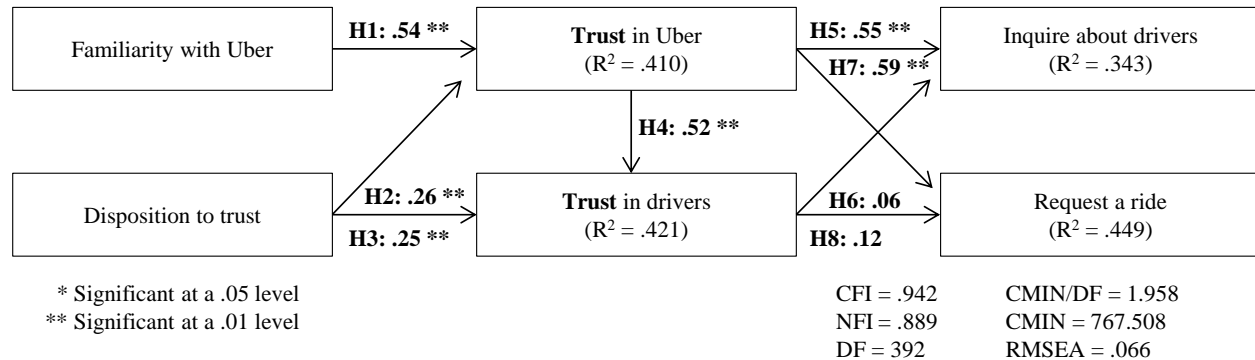 Familiarity with Uber
H1: .54 **
Trust in Uber
(R² = .410)
H5: .55 **
H7: .59 **
Inquire about drivers
(R² = .343)
H4: .52 **
Disposition to trust
H2: .26 **
H3: .25 **
Trust in drivers
(R² = .421)
H6: .06
H8: .12
Request a ride
(R² = .449)
* Significant at a .05 level
** Significant at a .01 level
CFI = .942
NFI = .889
DF = 392
CMIN/DF = 1.958
CMIN = 767.508
RMSEA = .066